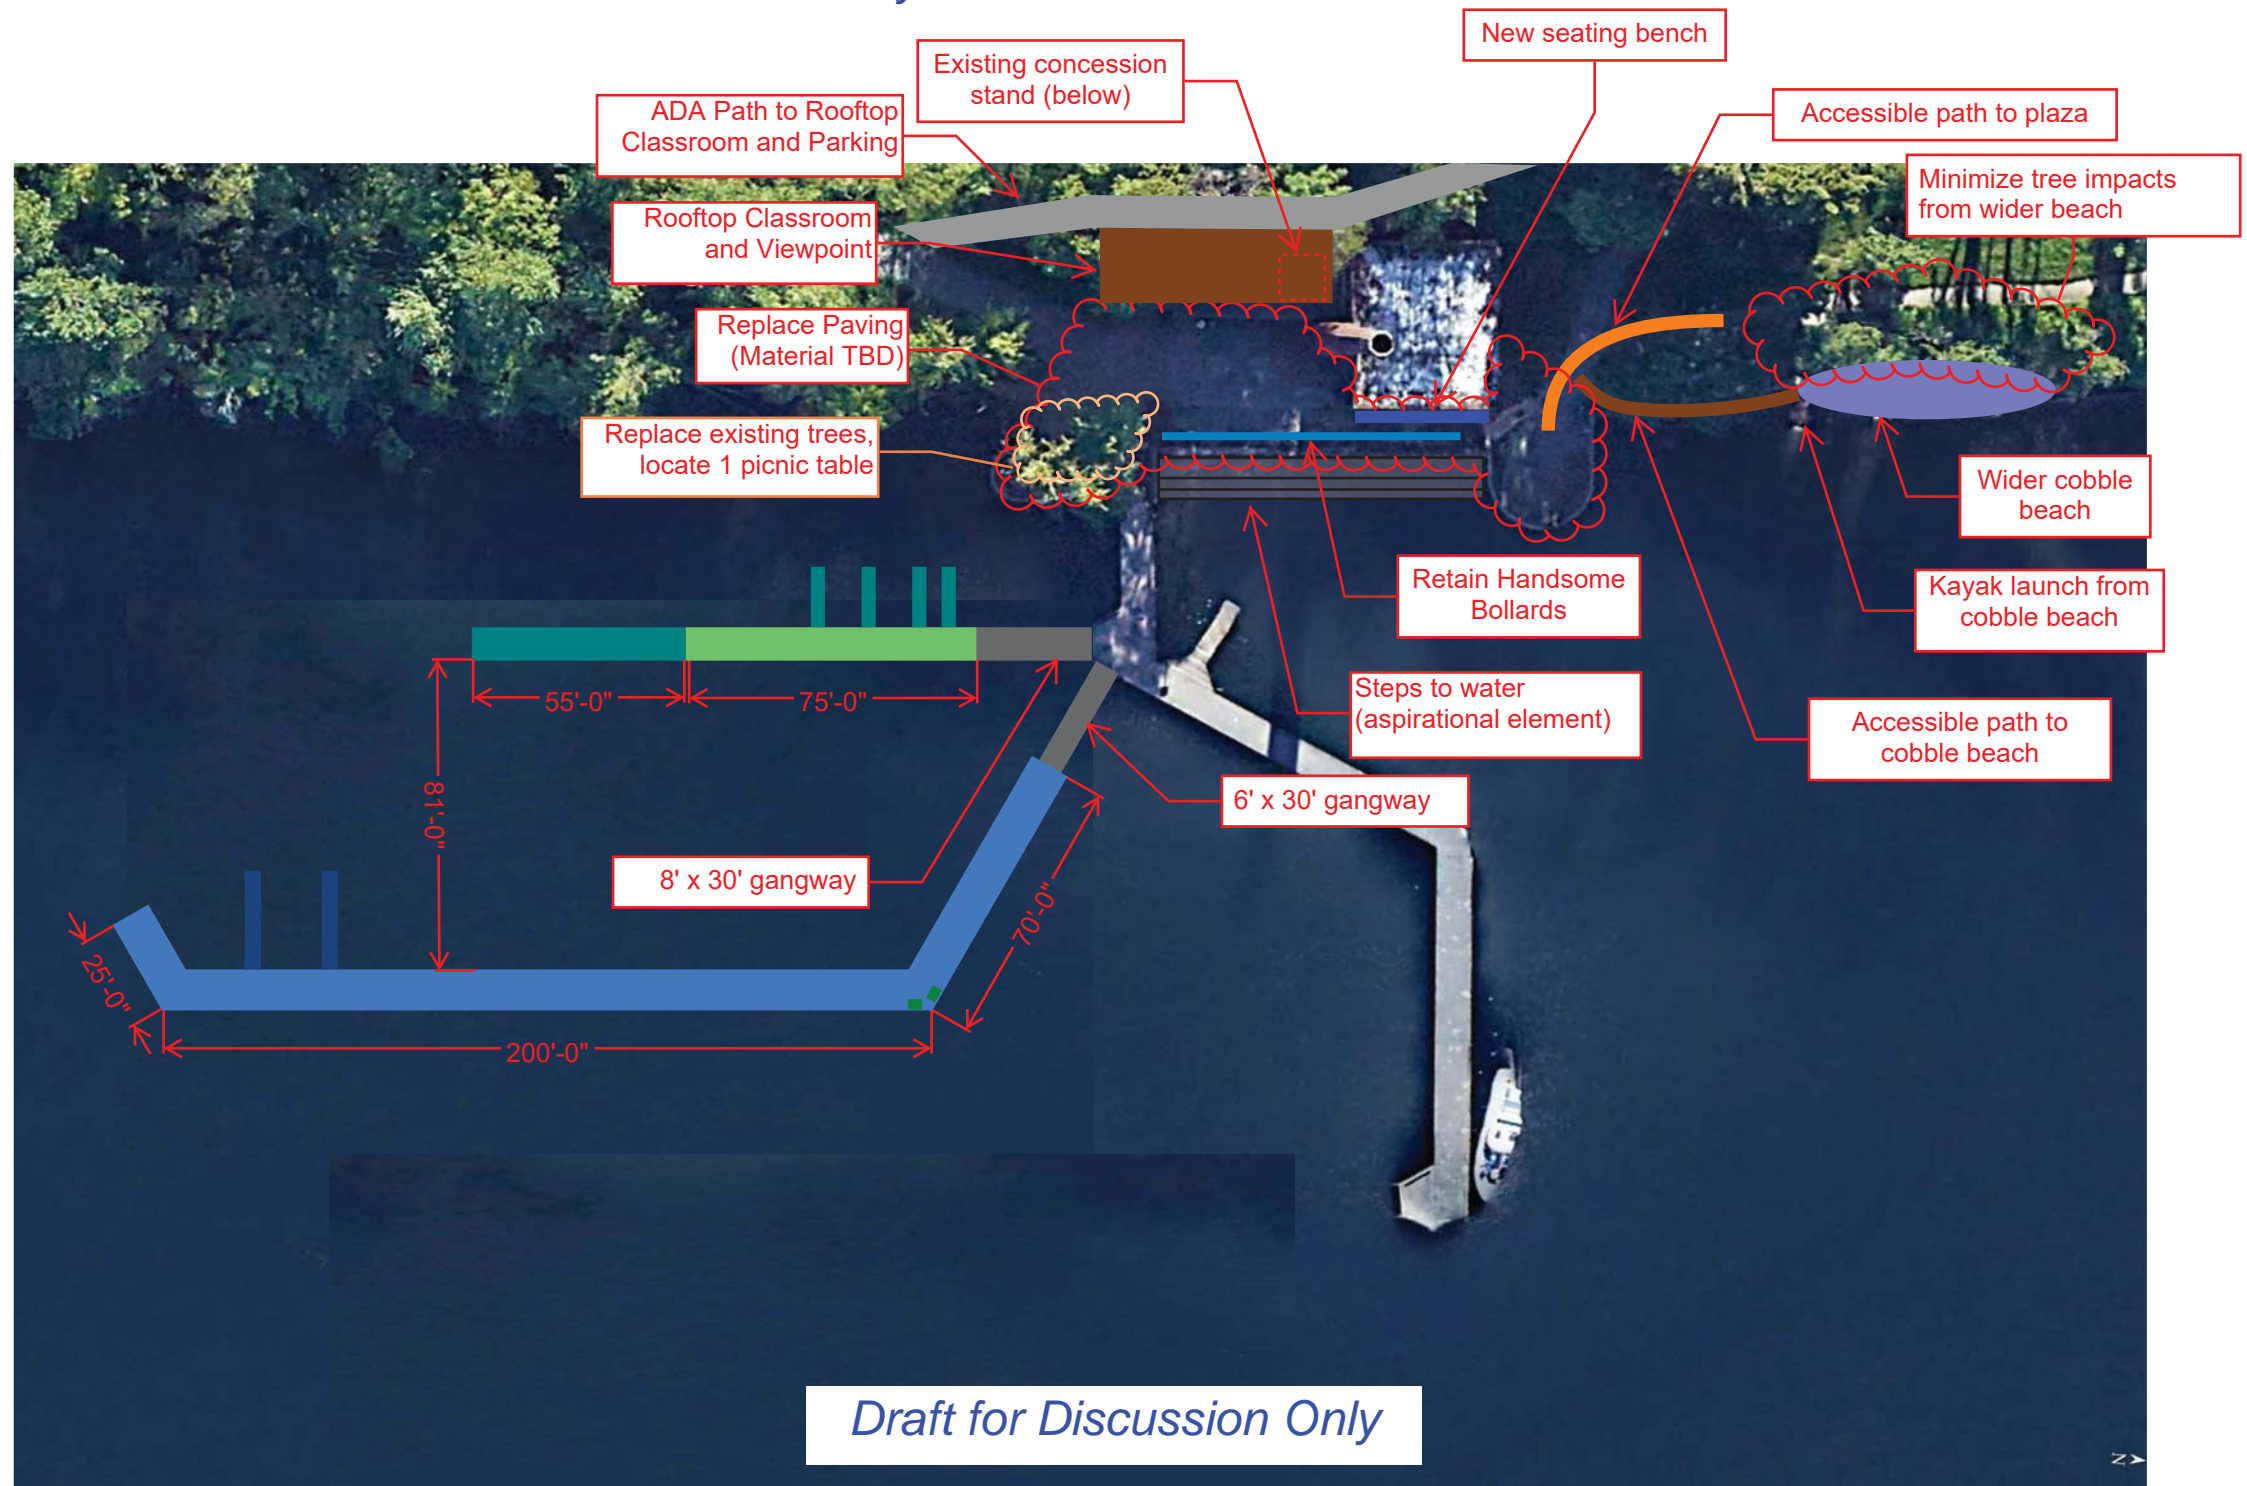 New seating bench
Existing concession
stand (below)
ADA Path to Rooftop
Classroom and Parking
Accessible path to plaza
Minimize tree impacts
from wider beach
Rooftop Classroom
and Viewpoint
Replace Paving
(Material TBD)
Replace existing trees,
locate 1 picnic table
Wider cobble
beach
Retain Handsome
Bollards
Kayak launch from
cobble beach
Steps to water
(aspirational element)
Accessible path to
cobble beach
55'-0"
75'-0"
81'-0"
6' x 30' gangway
8' x 30' gangway
70'-0"
25'-0"
200'-0"
Draft for Discussion Only
N